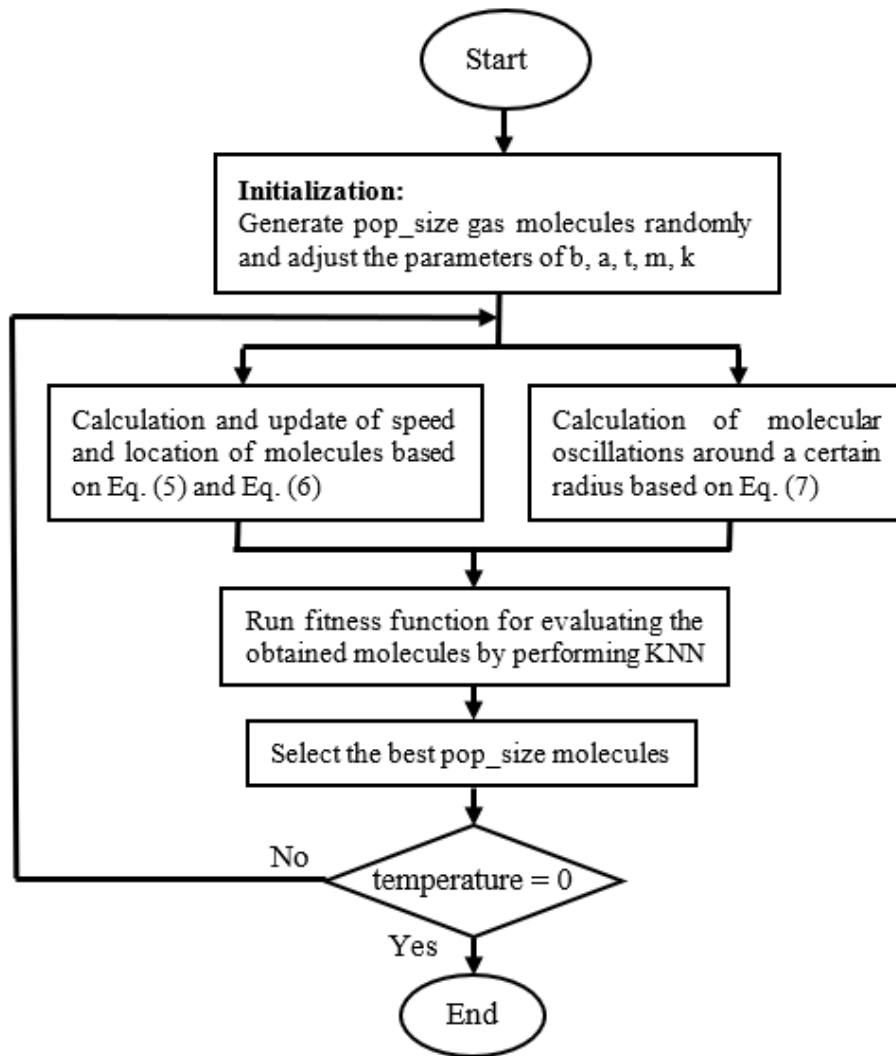 Start
Initialization:
Generate pop_size gas molecules randomly
and adjust the parameters of b, a, t, m, k
Calculation and update of speed
and location of molecules based
on Eq. (5) and Eq. (6)
Calculation of molecular
oscillations around a certain
radius based on Eq. (7)
Run fitness function for evaluating the
obtained molecules by performing KNN
Select the best pop_size molecules
temperature = 0
No
Yes
End